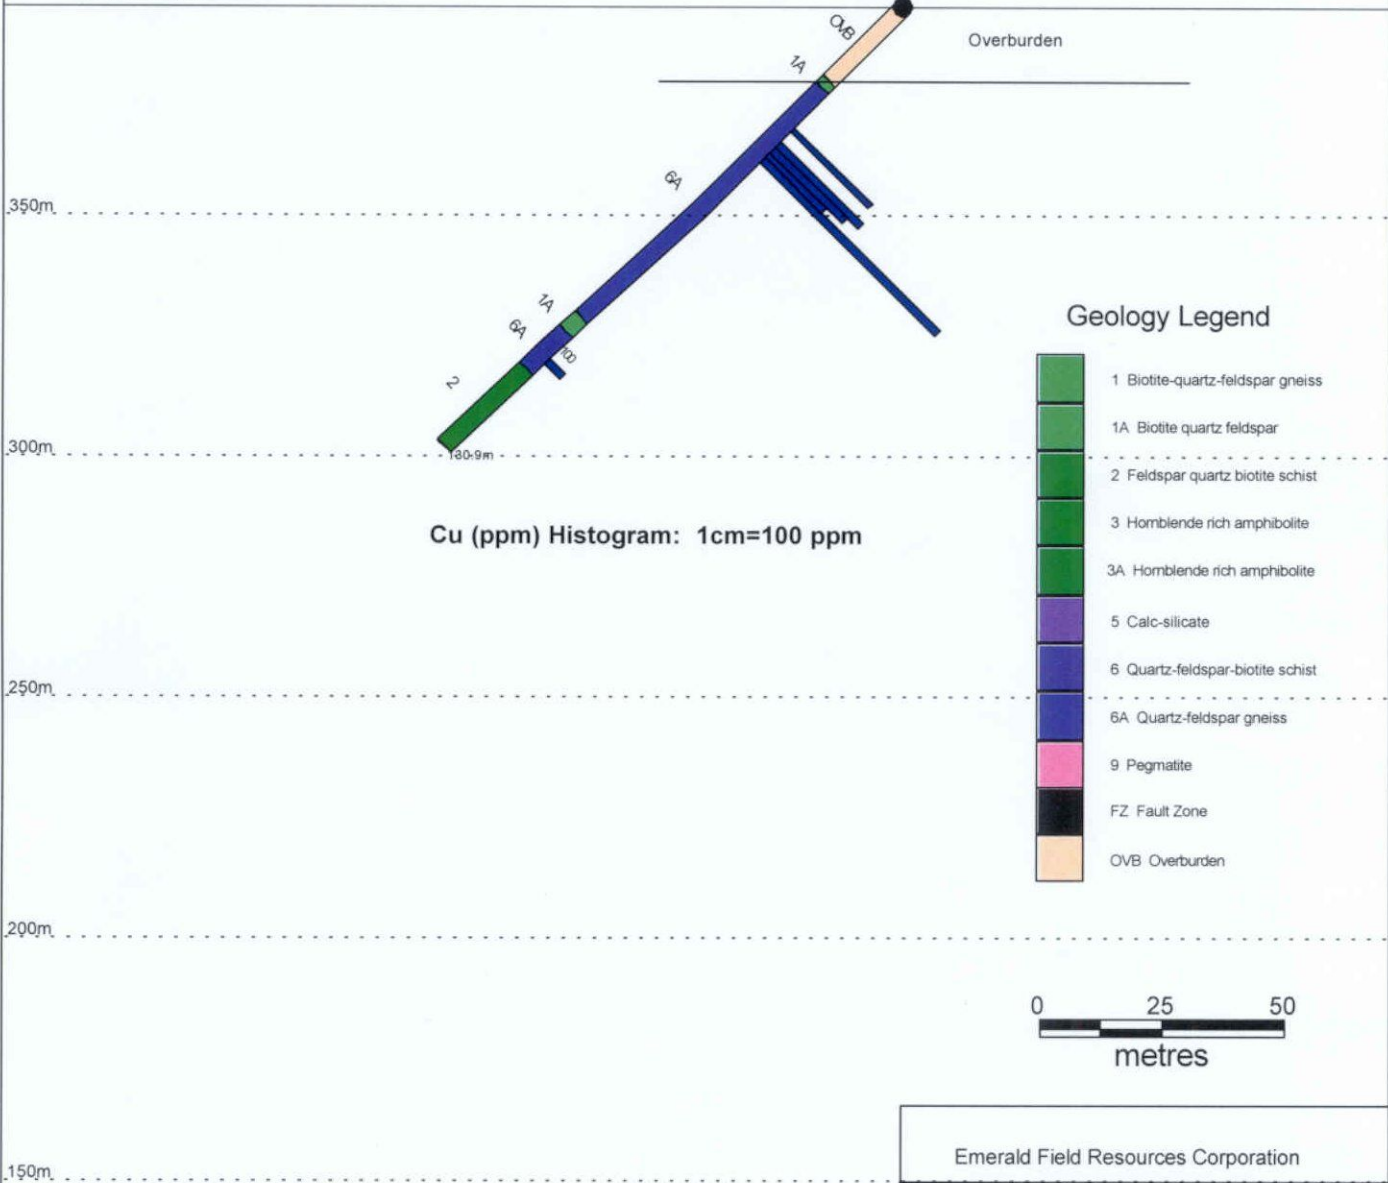 OVB
Overburden
1A
6A
350m
1A
6A
100
2
300m
130.9m
Cu (ppm) Histogram: 1cm=100 ppm
Geology Legend
1 Biotite-quartz-feldspar gneiss
1A Biotite quartz feldspar
2 Feldspar quartz biotite schist
3 Hornblende rich amphibolite
3A Hornblende rich amphibolite
5 Calc-silicate
6 Quartz-feldspar-biotite schist
6A Quartz-feldspar gneiss
9 Pegmatite
FZ Fault Zone
OVB Overburden
250m
200m
0 25 50
metres
Emerald Field Resources Corporation
150m